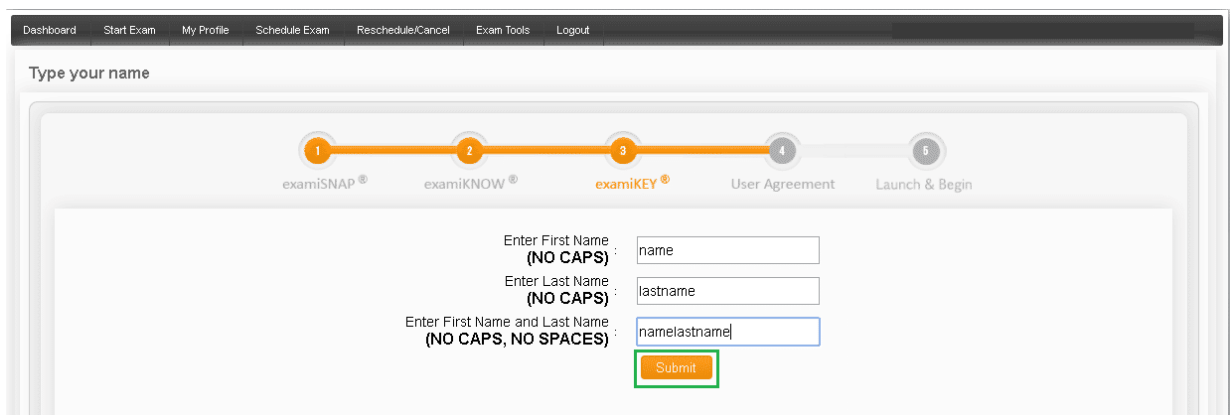 Dashboard Start Exam My Profile Schedule Exam Reschedule/Cancel Exam Tools Logout
Type your name
1 2 3 4 5
examiSNAP ® examiKNOW ® examiKEY ® User Agreement Launch & Begin
Enter First Name
(NO CAPS) : name
Enter Last Name
(NO CAPS) : lastname
Enter First Name and Last Name
(NO CAPS, NO SPACES) : namelastname
Submit